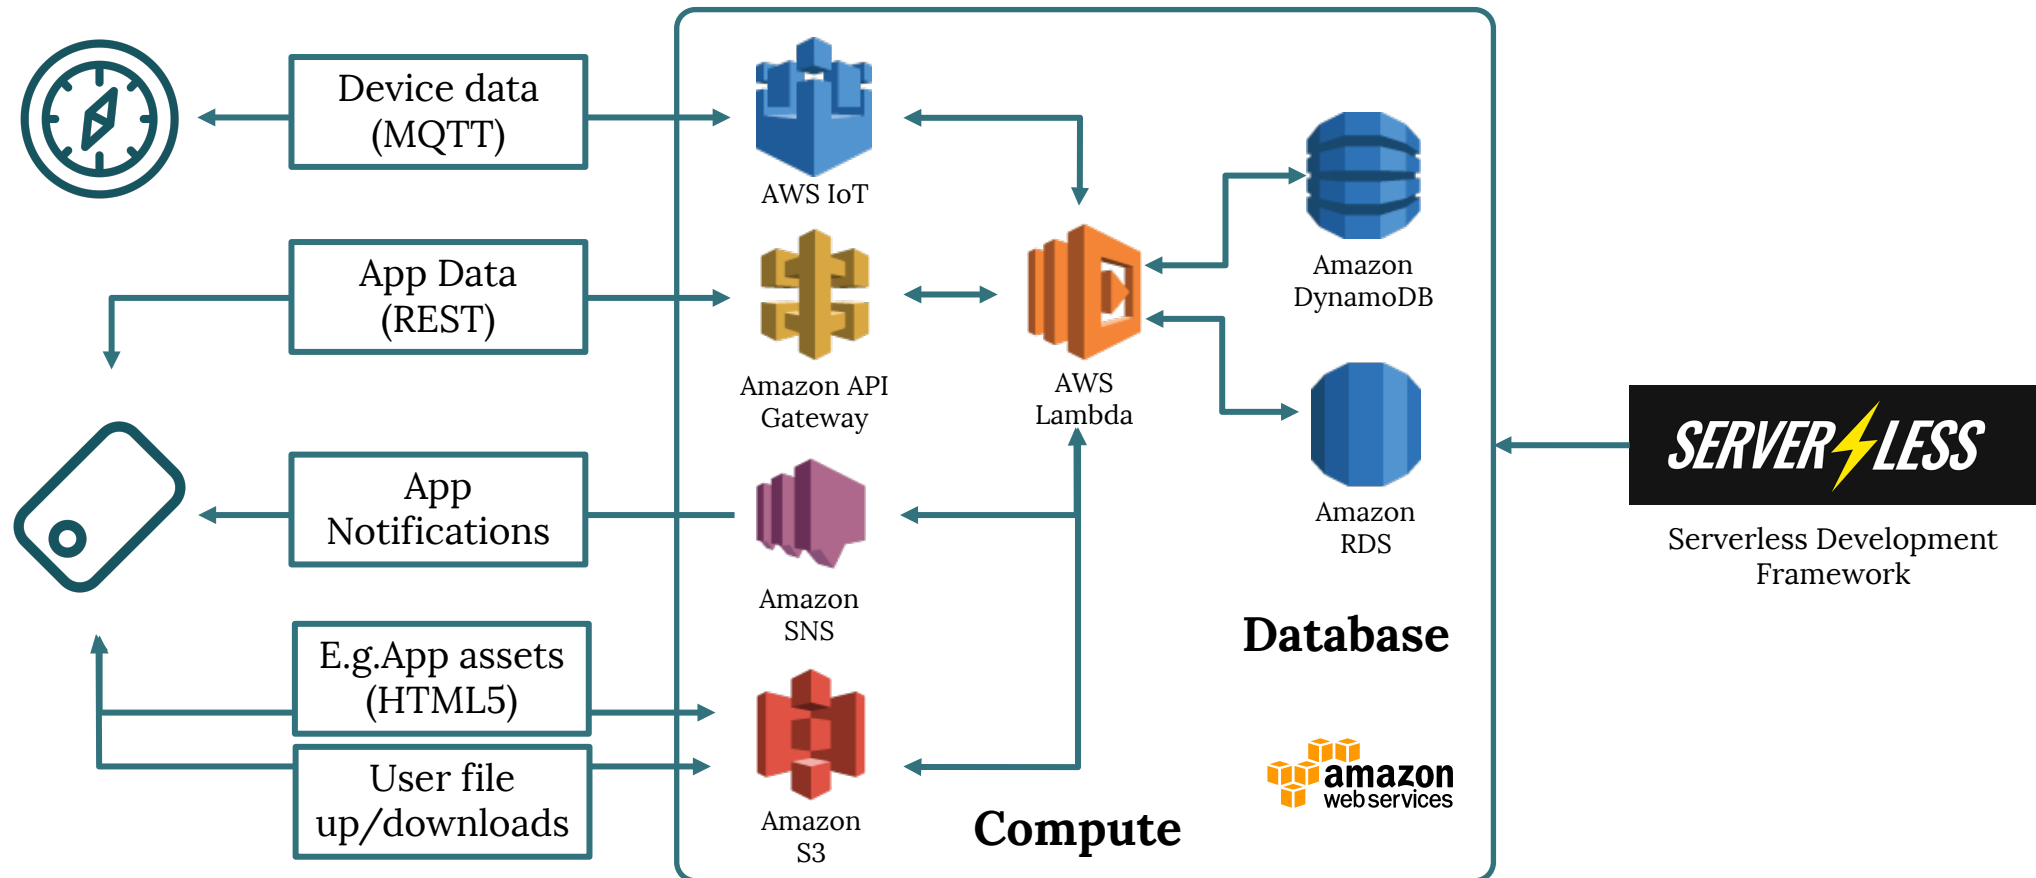 Device data
(MQTT)
AWS IoT
App Data
(REST)
Amazon API
Gateway
AWS
Lambda
Amazon
DynamoDB
Amazon
RDS
App
Notifications
Amazon
SNS
E.g.App assets
(HTML5)
User file
up/downloads
Amazon
S3
Compute
Database
amazon
web services
SERVERLESS
Serverless Development
Framework